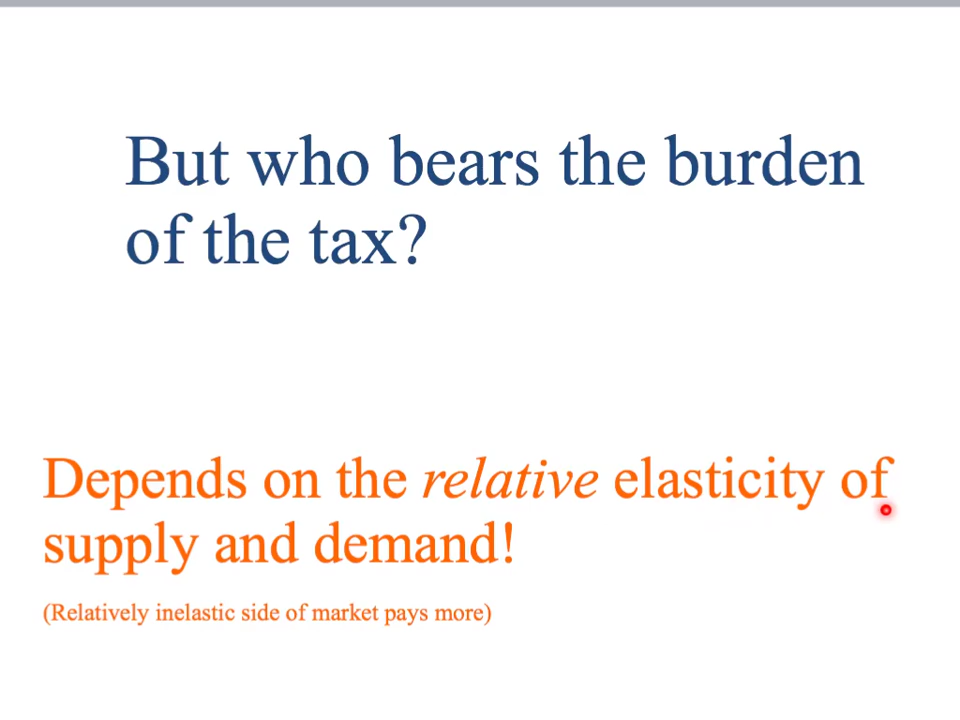 But who bears the burden
of the tax?
Depends on the relative elasticity of
supply and demand!
(Relatively inelastic side of market pays more)